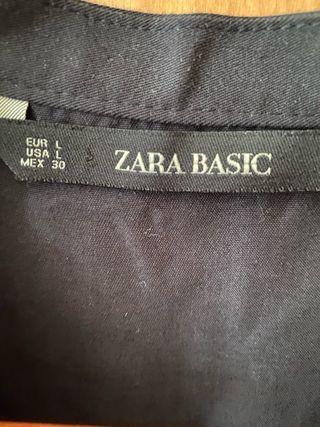 EUR L
USA L
MEX 30
ZARA BASIC